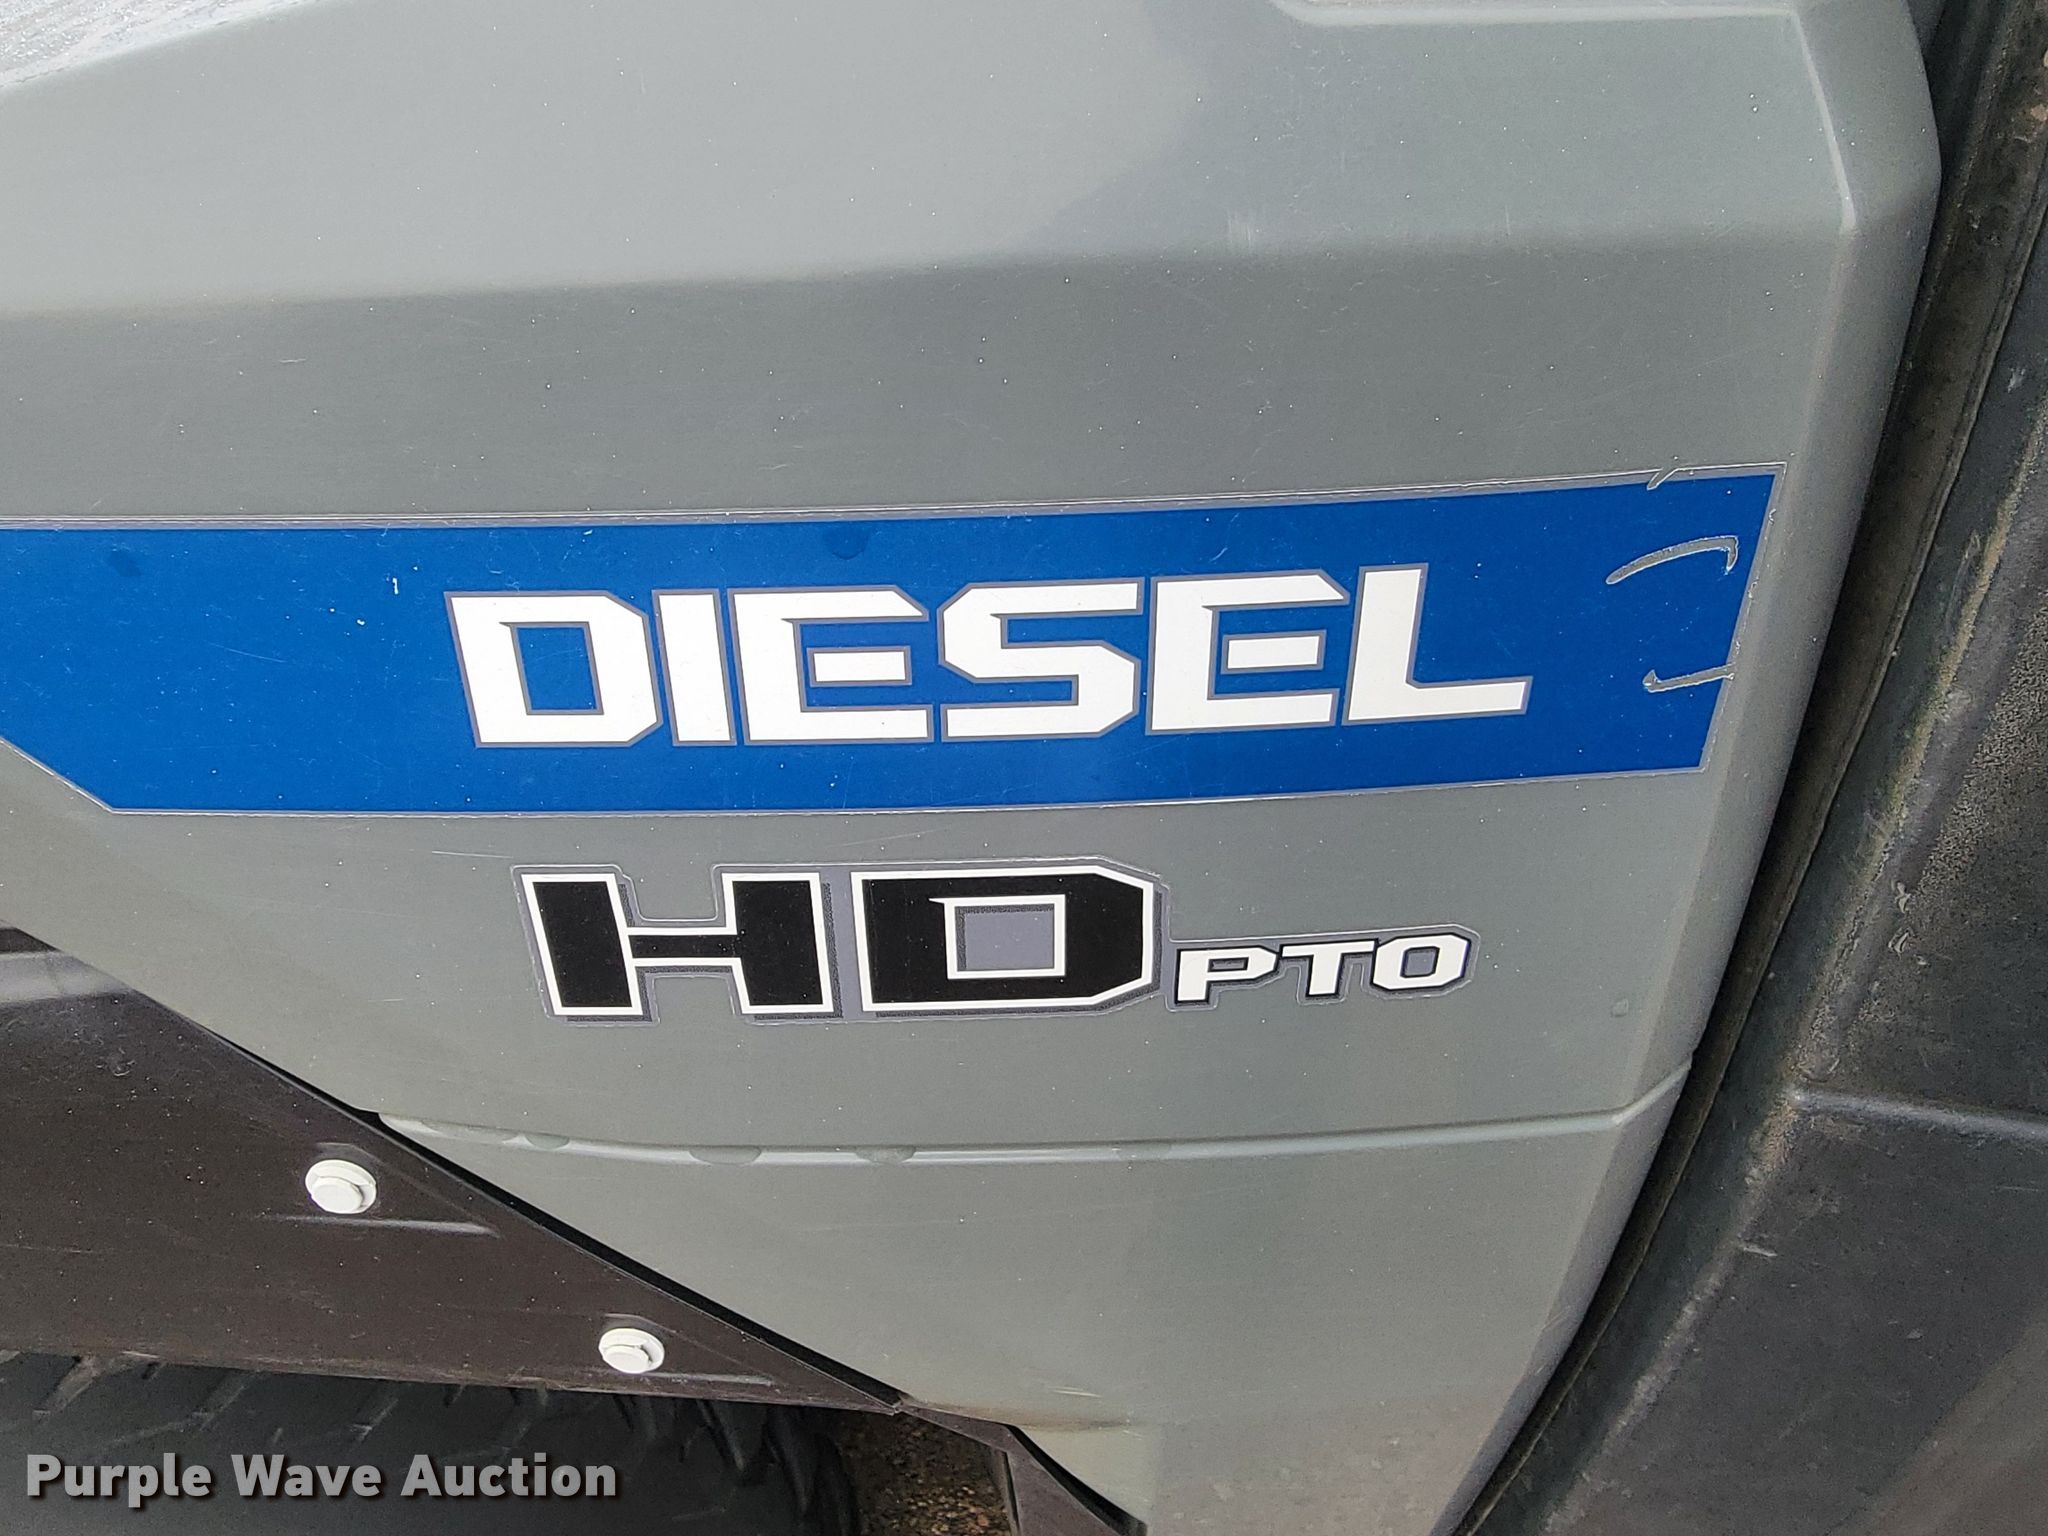 DIESEL
HD PTO
Purple Wave Auction